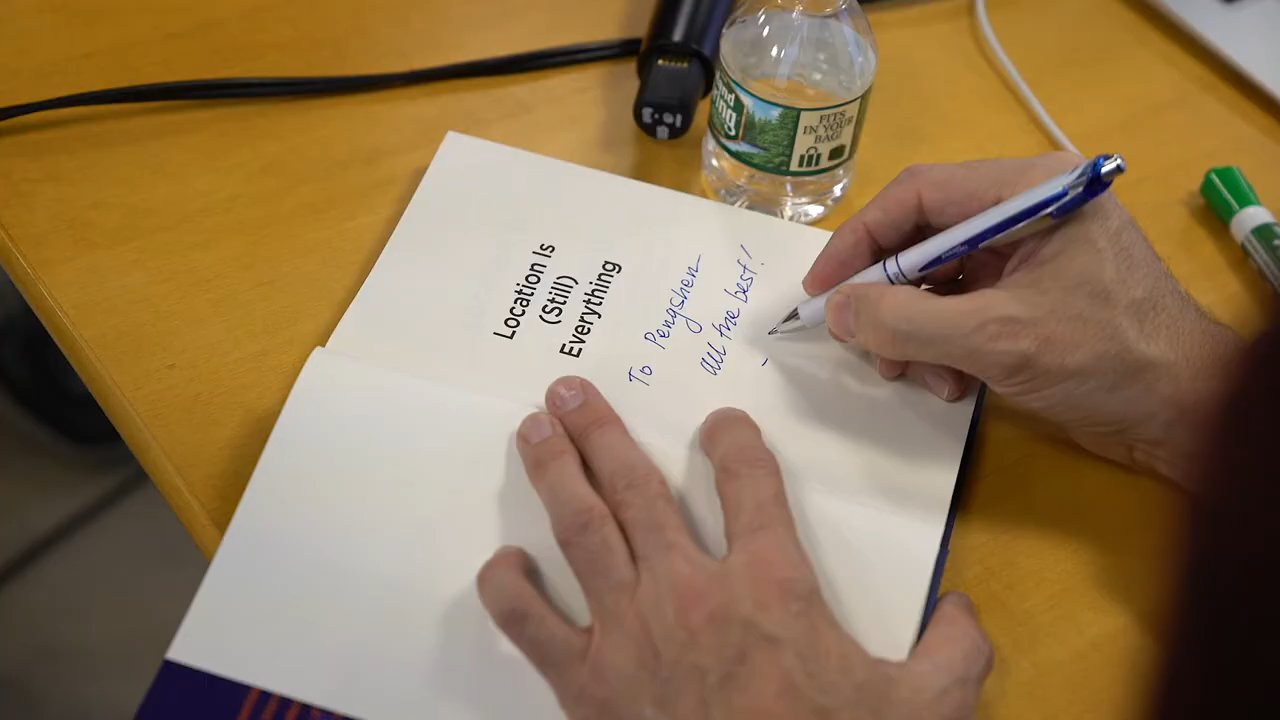 Location Is
(Still)
Everything
To Pengshen
all the best!
-
FITS
IN YOUR
BAG!